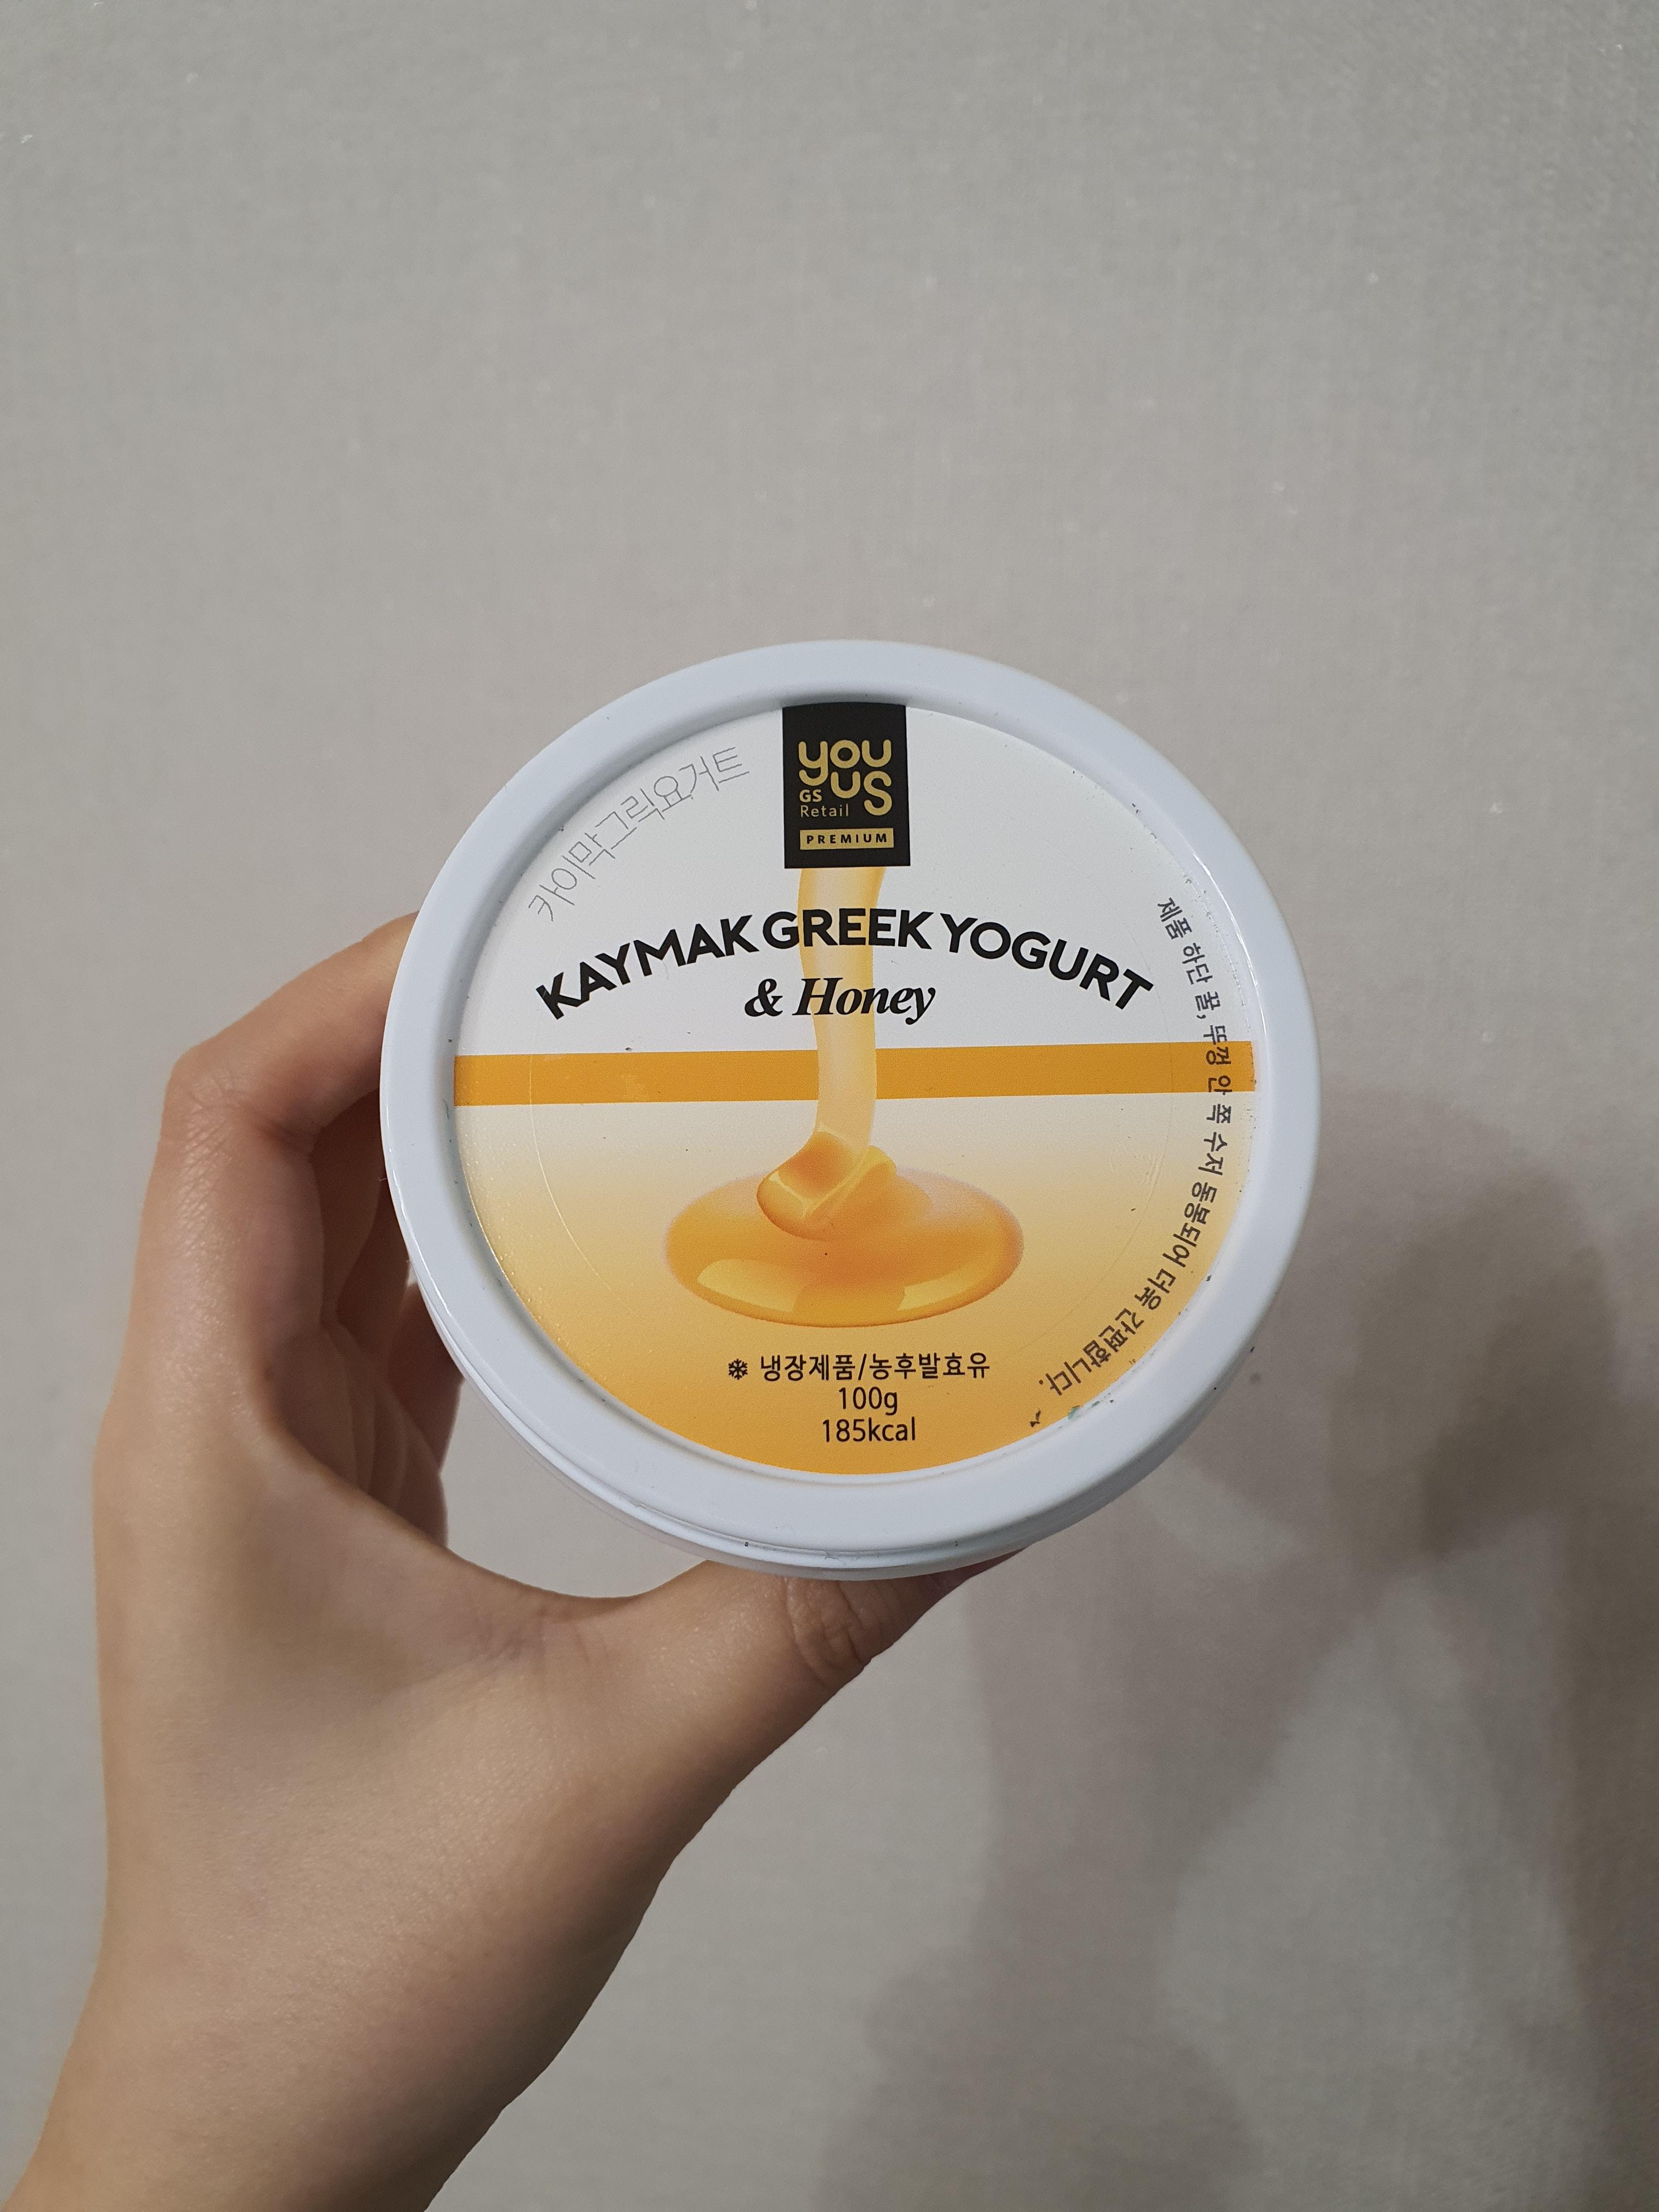 you
us
GS
Retail
PREMIUM
카이막그릭요거트
KAYMAK GREEK YOGURT
& Honey
제품 하단 꿀, 뚜껑 안 쪽 수저 동봉되어 더욱 간편합니다.
냉장제품/농후발효유
100g
185kcal